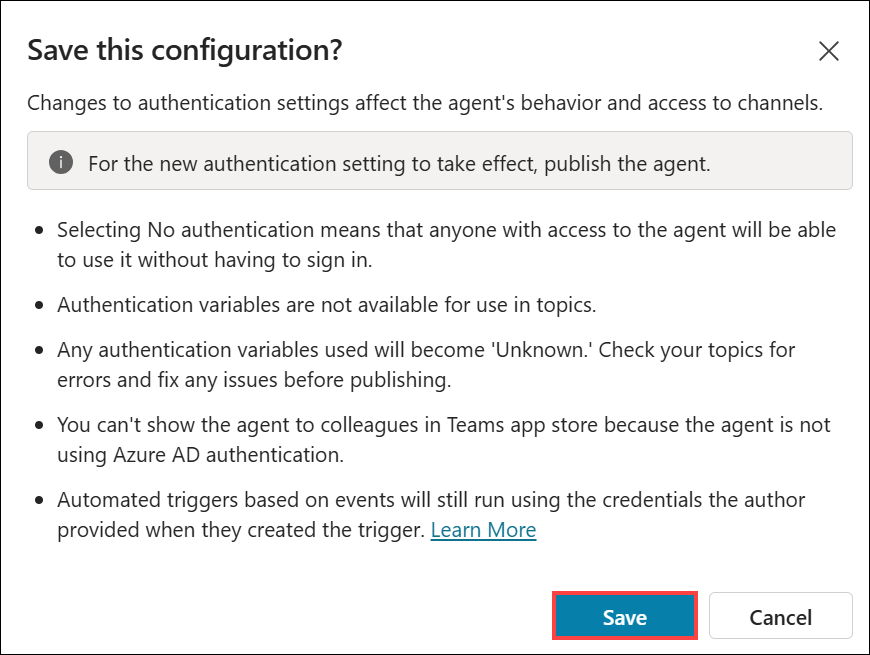 Save this configuration?
Changes to authentication settings affect the agent's behavior and access to channels.
For the new authentication setting to take effect, publish the agent.
Selecting No authentication means that anyone with access to the agent will be able
to use it without having to sign in.
Authentication variables are not available for use in topics.
Any authentication variables used will become 'Unknown.' Check your topics for
errors and fix any issues before publishing.
You can't show the agent to colleagues in Teams app store because the agent is not
using Azure AD authentication.
Automated triggers based on events will still run using the credentials the author
provided when they created the trigger. Learn More
Save
Cancel